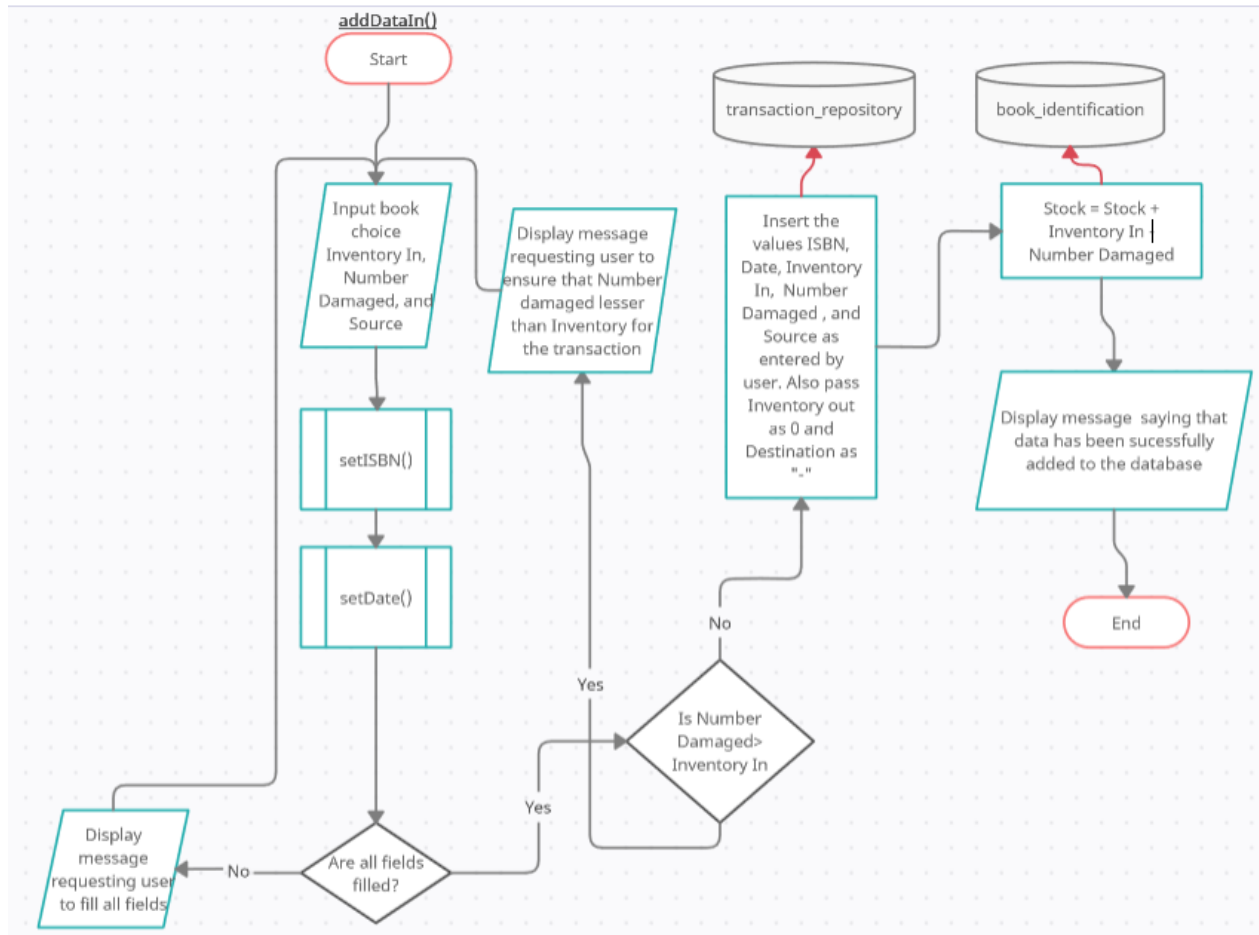 addDataIn()
Start
Input book
choice
Inventory In,
Number
Damaged, and
Source
setISBN()
setDate()
Are all fields
filled?
No
Display
message
requesting user
to fill all fields
Yes
Is Number
Damaged>
Inventory In
Yes
Display message
requesting user to
ensure that Number
damaged lesser
than Inventory for
the transaction
No
Insert the
values ISBN,
Date, Inventory
In, Number
Damaged , and
Source as
entered by
user. Also pass
Inventory out
as 0 and
Destination as
"-"
transaction_repository
Stock = Stock +
Inventory In -
Number Damaged
book_identification
Display message saying that
data has been sucessfully
added to the database
End